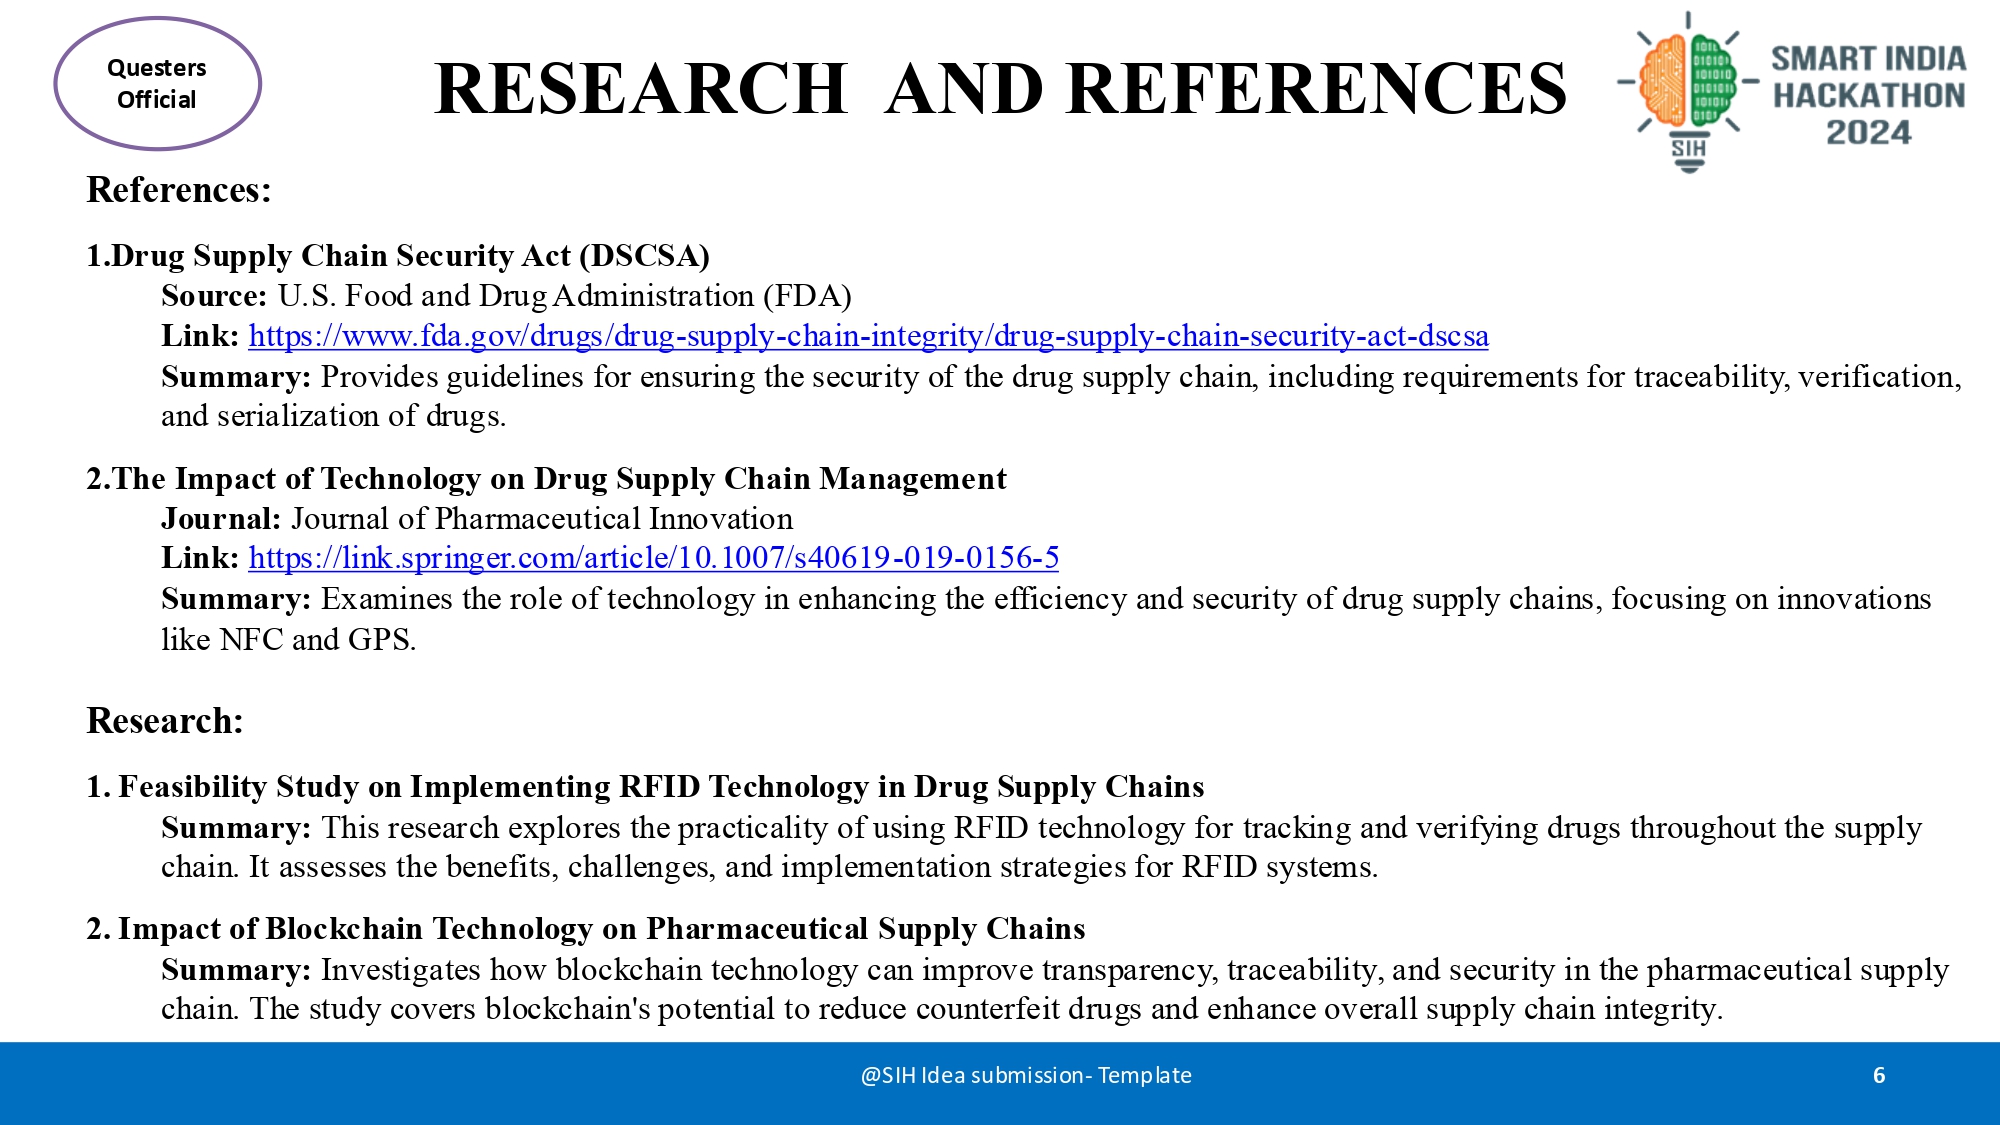 Questers
Official
RESEARCH AND REFERENCES
SMART INDIA
HACKATHON
2024
SIH
References:
1.Drug Supply Chain Security Act (DSCSA)
Source: U.S. Food and Drug Administration (FDA)
Link: https://www.fda.gov/drugs/drug-supply-chain-integrity/drug-supply-chain-security-act-dscsa
Summary: Provides guidelines for ensuring the security of the drug supply chain, including requirements for traceability, verification,
and serialization of drugs.
2.The Impact of Technology on Drug Supply Chain Management
Journal: Journal of Pharmaceutical Innovation
Link: https://link.springer.com/article/10.1007/s40619-019-0156-5
Summary: Examines the role of technology in enhancing the efficiency and security of drug supply chains, focusing on innovations
like NFC and GPS.
Research:
1. Feasibility Study on Implementing RFID Technology in Drug Supply Chains
Summary: This research explores the practicality of using RFID technology for tracking and verifying drugs throughout the supply
chain. It assesses the benefits, challenges, and implementation strategies for RFID systems.
2. Impact of Blockchain Technology on Pharmaceutical Supply Chains
Summary: Investigates how blockchain technology can improve transparency, traceability, and security in the pharmaceutical supply
chain. The study covers blockchain's potential to reduce counterfeit drugs and enhance overall supply chain integrity.
@SIH Idea submission- Template
6